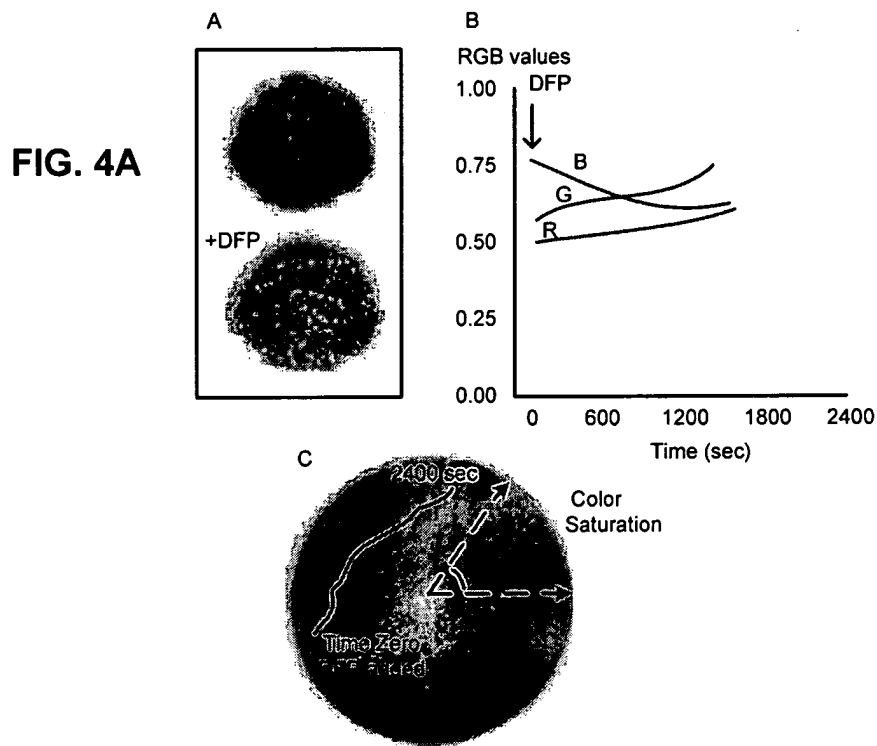 FIG. 4A
A
+DFP
B
RGB values
DFP
1.00
0.75
0.50
0.25
0.00
B
G
R
0 600 1200 1800 2400
Time (sec)
C
2400 sec
Color
Saturation
Time Zero